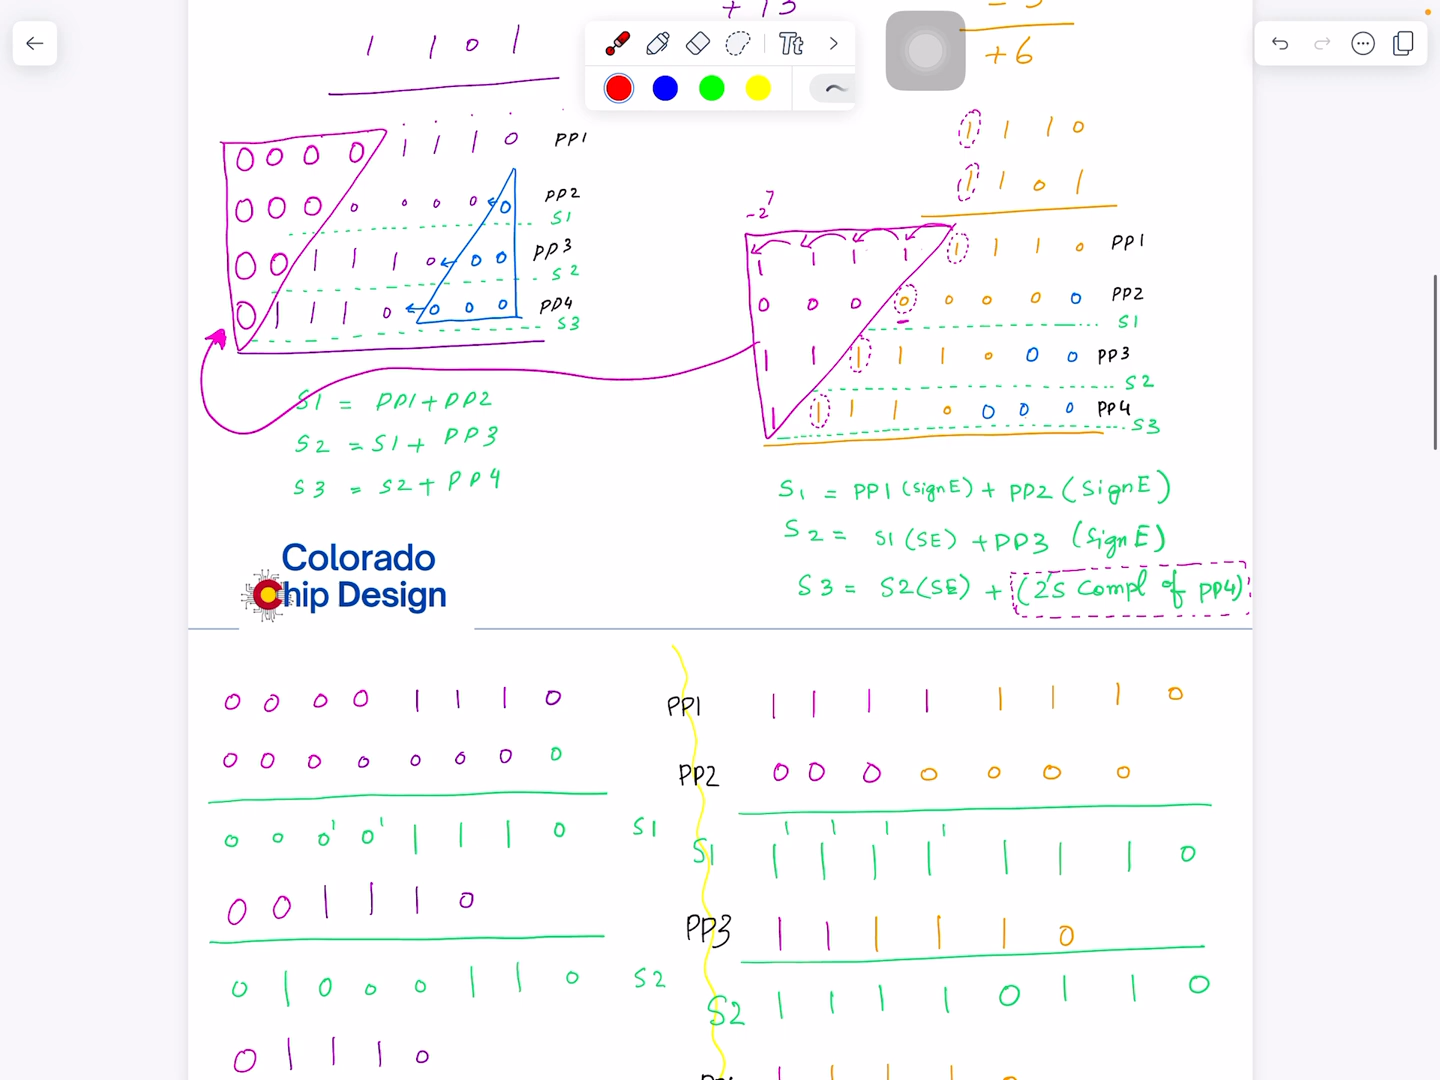 + 13
1 1 0 1
+ 6
Tt
0 0 0 0 1 1 1 0 PP1
0 0 0 0 0 0 0 0 PP2
S1
0 0 1 1 1 0 0 0 PP3
S2
0 1 1 1 0 0 0 0 PP4
S3
S1 = PP1 + PP2
S2 = S1 + PP3
S3 = S2 + PP4
1 1 1 0
1 1 0 1
-2⁷
1 1 1 1 1 1 1 0 PP1
0 0 0 0 0 0 0 0 PP2
S1
1 1 1 1 1 0 0 0 PP3
S2
1 1 1 1 0 0 0 0 PP4
S3
S1 = PP1 (signE) + PP2 (SignE)
S2 = S1 (SE) + PP3 (SignE)
S3 = S2 (SE) + (2's Compl of PP4)
Colorado
Chip Design
0 0 0 0 1 1 1 0
0 0 0 0 0 0 0 0
0 0 0 1 0 1 1 1 1 0 S1
0 0 1 1 1 0
0 1 0 0 0 1 1 0 S2
0 1 1 1 0
PP1 1 1 1 1 1 1 1 0
PP2 0 0 0 0 0 0 0
1 1 1 1
S1 1 1 1 1 1 1 1 0
PP3 1 1 1 1 1 0
S2 1 1 1 1 0 1 1 0